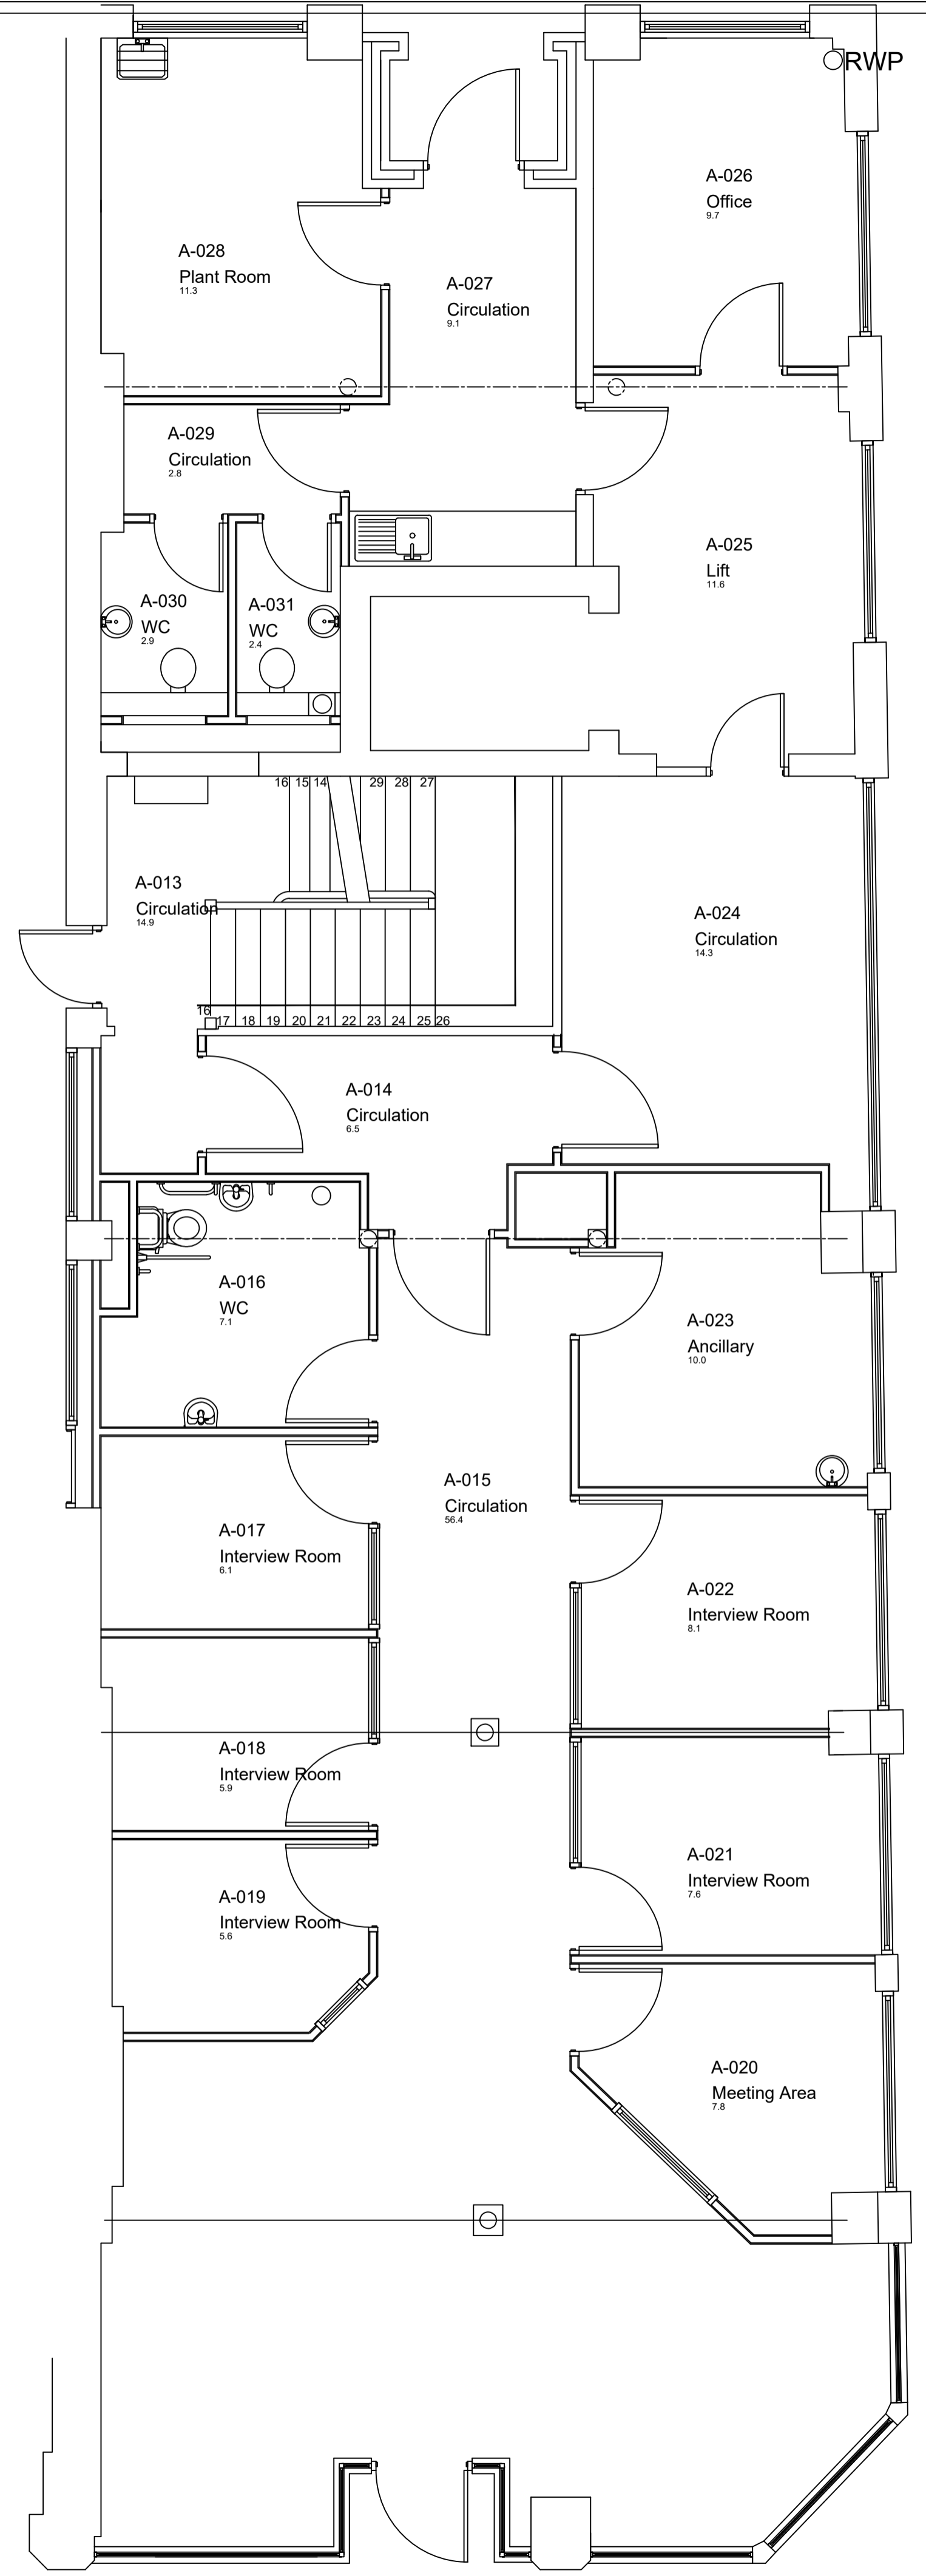 RWP
A-026
Office
9.7
A-028
Plant Room
11.3
A-027
Circulation
9.1
A-029
Circulation
2.8
A-025
Lift
11.6
A-030
WC
2.9
A-031
WC
2.4
16 15 14 29 28 27
A-013
Circulation
14.9
A-024
Circulation
14.3
16
17 18 19 20 21 22 23 24 25 26
A-014
Circulation
6.5
A-016
WC
7.1
A-023
Ancillary
10.0
A-015
Circulation
56.4
A-017
Interview Room
6.1
A-022
Interview Room
8.1
A-018
Interview Room
5.9
A-021
Interview Room
7.6
A-019
Interview Room
5.6
A-020
Meeting Area
7.8